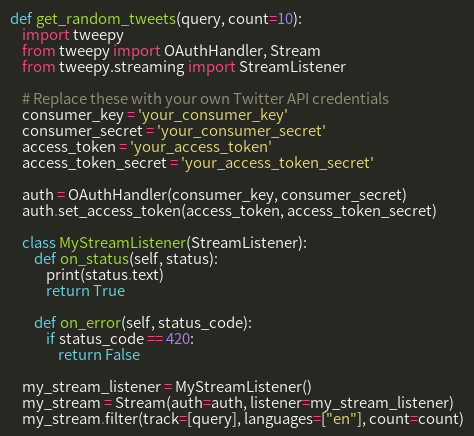 def get_random_tweets(query, count=10):
    import tweepy
    from tweepy import OAuthHandler, Stream
    from tweepy.streaming import StreamListener

    # Replace these with your own Twitter API credentials
    consumer_key = 'your_consumer_key'
    consumer_secret = 'your_consumer_secret'
    access_token = 'your_access_token'
    access_token_secret = 'your_access_token_secret'

    auth = OAuthHandler(consumer_key, consumer_secret)
    auth.set_access_token(access_token, access_token_secret)

    class MyStreamListener(StreamListener):
        def on_status(self, status):
            print(status.text)
            return True

        def on_error(self, status_code):
            if status_code == 420:
                return False

    my_stream_listener = MyStreamListener()
    my_stream = Stream(auth=auth, listener=my_stream_listener)
    my_stream.filter(track=[query], languages=["en"], count=count)